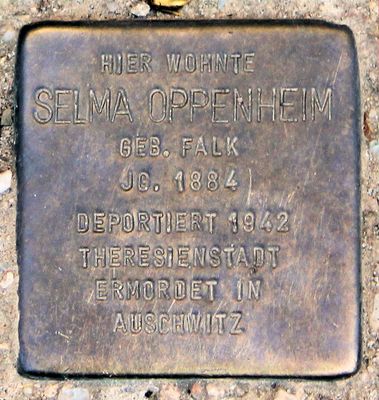 HIER WOHNTE
SELMA OPPENHEIM
GEB. FALK
JG. 1884
DEPORTIERT 1942
THERESIENSTADT
ERMORDET IN
AUSCHWITZ